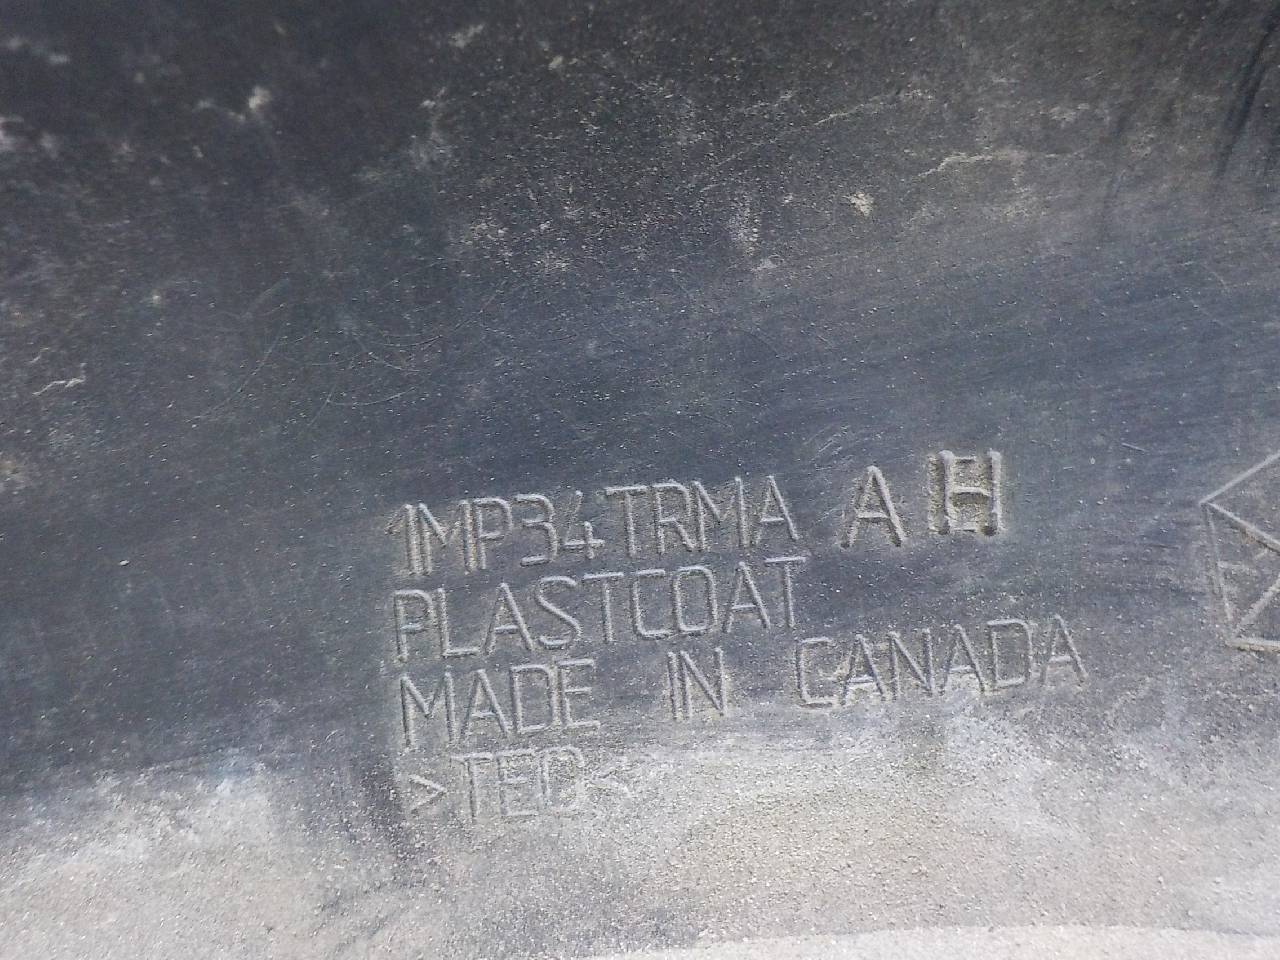 1MP34TRMA A H
PLASTCOAT
MADE IN CANADA
>TEO<